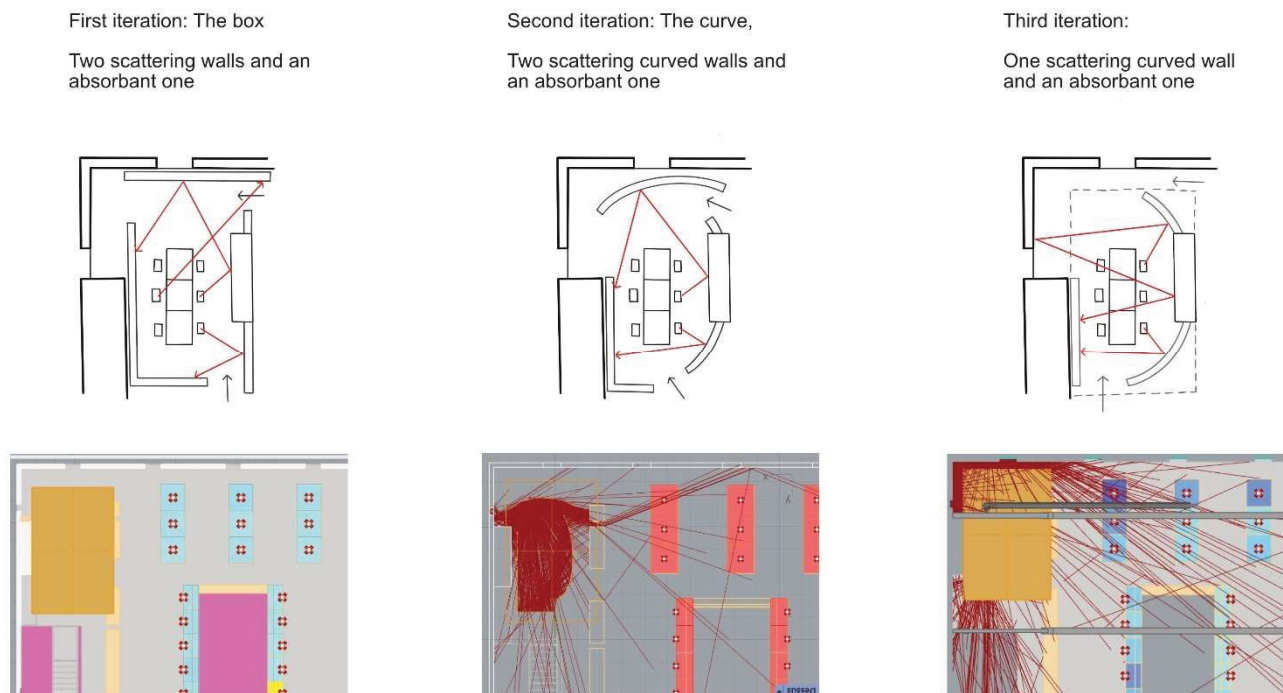 First iteration: The box
Two scattering walls and an
absorbant one
Second iteration: The curve,
Two scattering curved walls and
an absorbant one
Third iteration:
One scattering curved wall
and an absorbant one
X
Y
Dessus